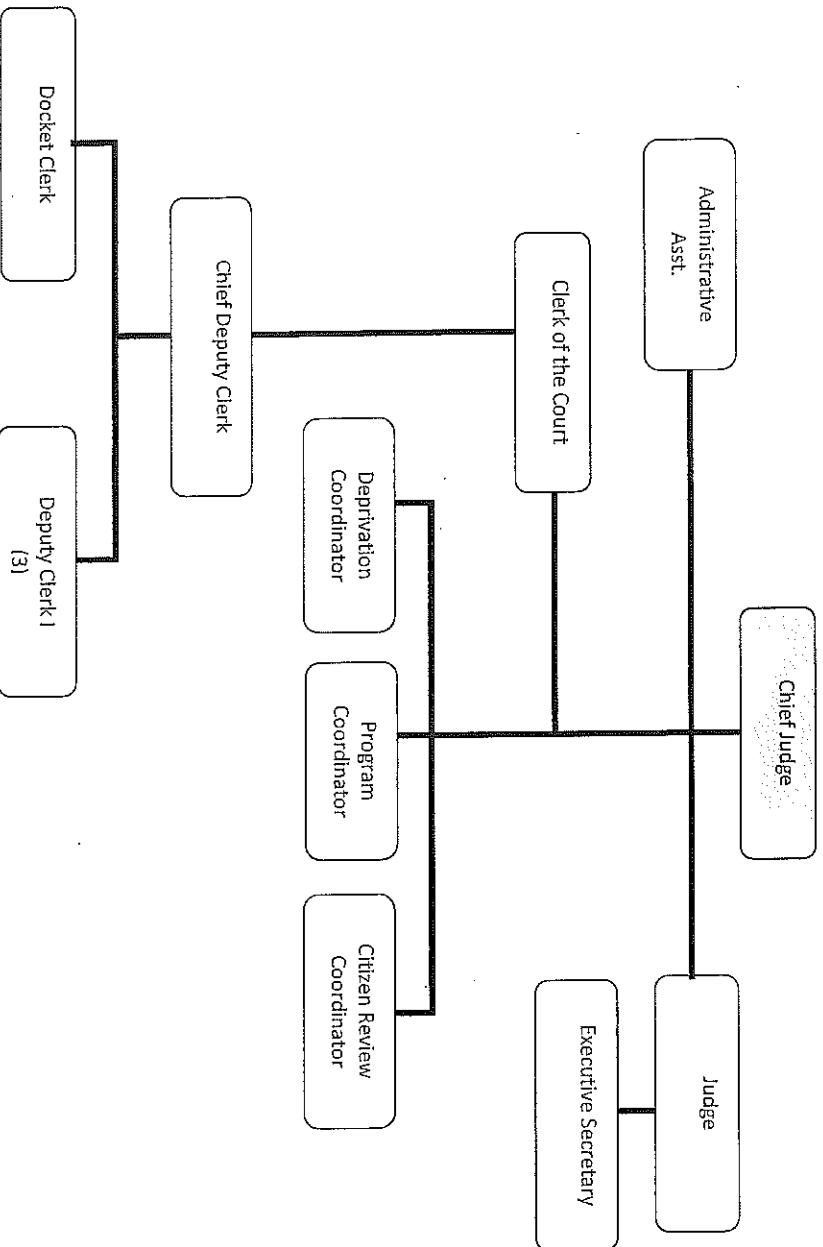 Chief Judge
Administrative
Asst.
Judge
Executive Secretary
Clerk of the Court
Deprivation
Coordinator
Program
Coordinator
Citizen Review
Coordinator
Chief Deputy Clerk
Docket Clerk
Deputy Clerk I
(3)